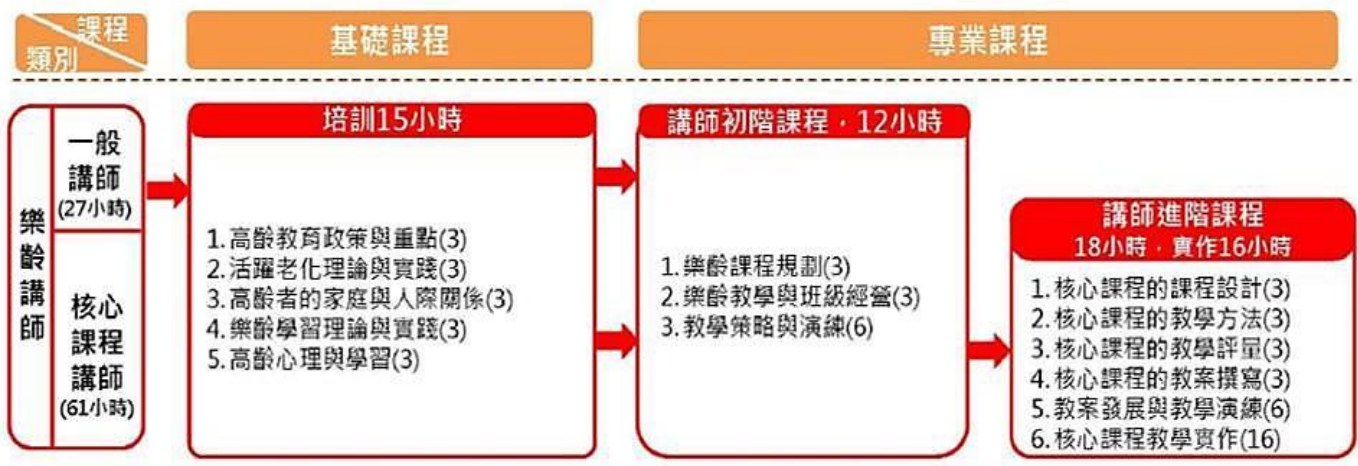 課程
類別
基礎課程
專業課程
樂齡講師
一般
講師
(27小時)
核心
課程
講師
(61小時)
培訓15小時
1.高齡教育政策與重點(3)
2.活躍老化理論與實踐(3)
3.高齡者的家庭與人際關係(3)
4.樂齡學習理論與實踐(3)
5.高齡心理與學習(3)
講師初階課程．12小時
1.樂齡課程規劃(3)
2.樂齡教學與班級經營(3)
3.教學策略與演練(6)
講師進階課程
18小時．實作16小時
1.核心課程的課程設計(3)
2.核心課程的教學方法(3)
3.核心課程的教學評量(3)
4.核心課程的教案撰寫(3)
5.教案發展與教學演練(6)
6.核心課程教學實作(16)